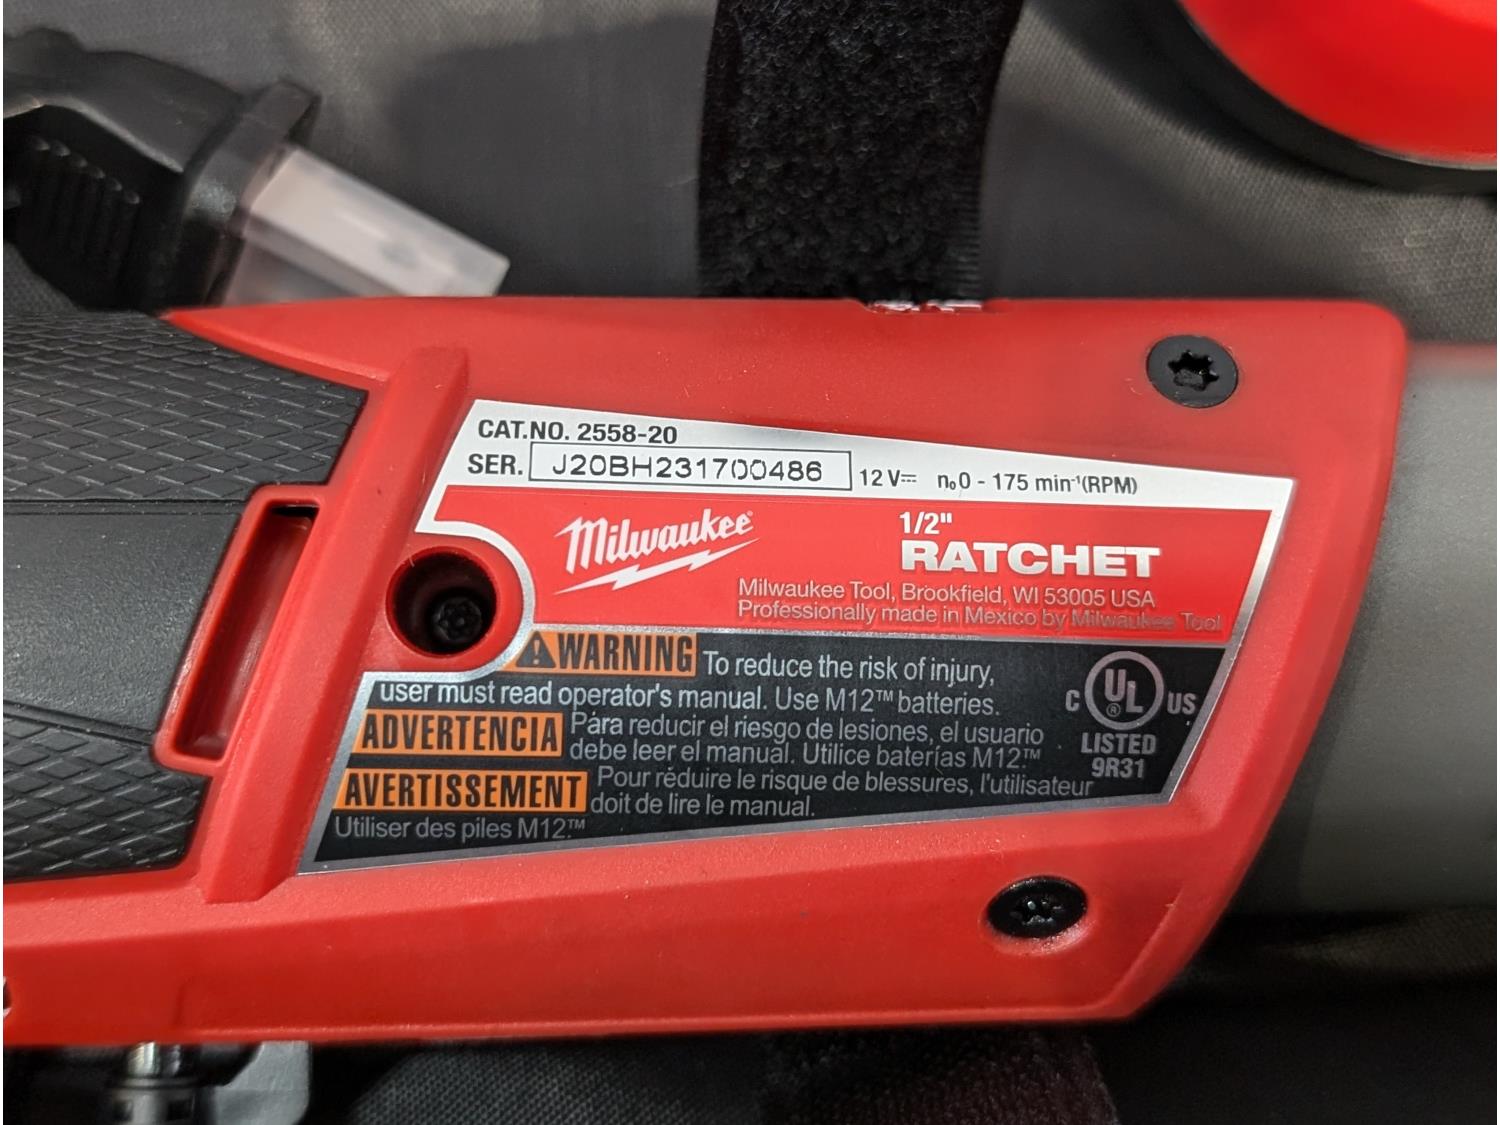 CAT.NO. 2558-20
SER. J20BH231700486 12 V⎓ n₀0 - 175 min⁻¹(RPM)
Milwaukee®
1/2"
RATCHET
Milwaukee Tool, Brookfield, WI 53005 USA
Professionally made in Mexico by Milwaukee Tool
WARNING To reduce the risk of injury,
user must read operator's manual. Use M12™ batteries.
ADVERTENCIA Para reducir el riesgo de lesiones, el usuario
debe leer el manual. Utilice baterías M12.™
AVERTISSEMENT Pour réduire le risque de blessures, l'utilisateur
doit de lire le manual.
Utiliser des piles M12.™
C UL® US
LISTED
9R31